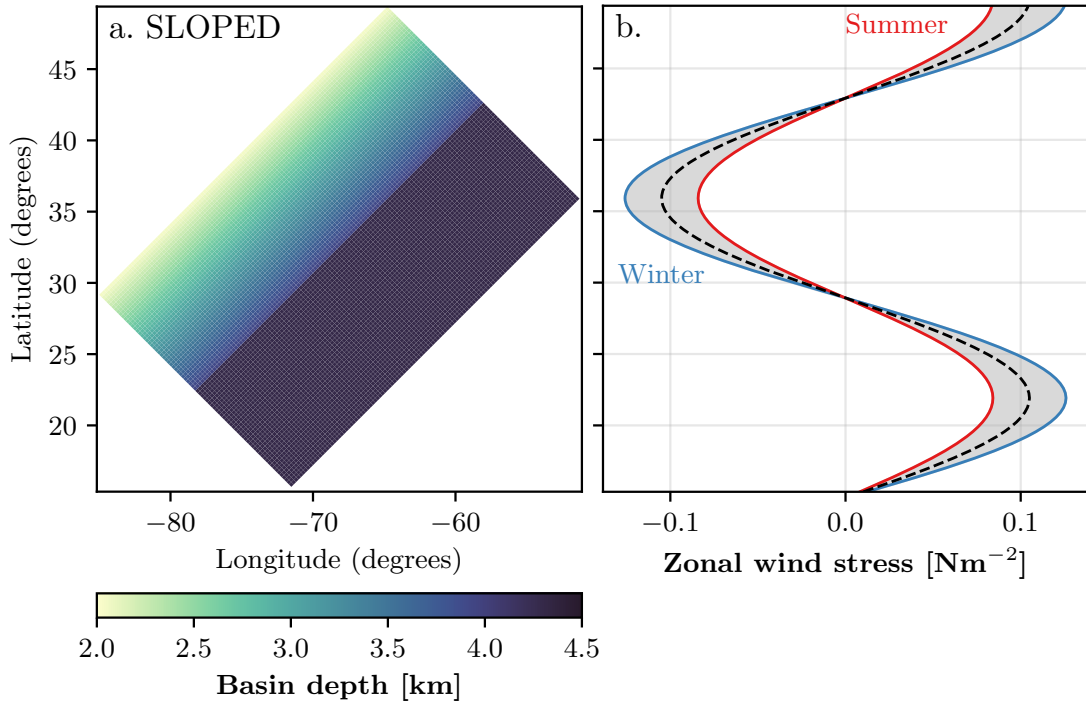 a. SLOPED
b.
Summer
Winter
Latitude (degrees)
45
40
35
30
25
20
−80
−70
−60
Longitude (degrees)
−0.1
0.0
0.1
Zonal wind stress [Nm⁻²]
2.0
2.5
3.0
3.5
4.0
4.5
Basin depth [km]